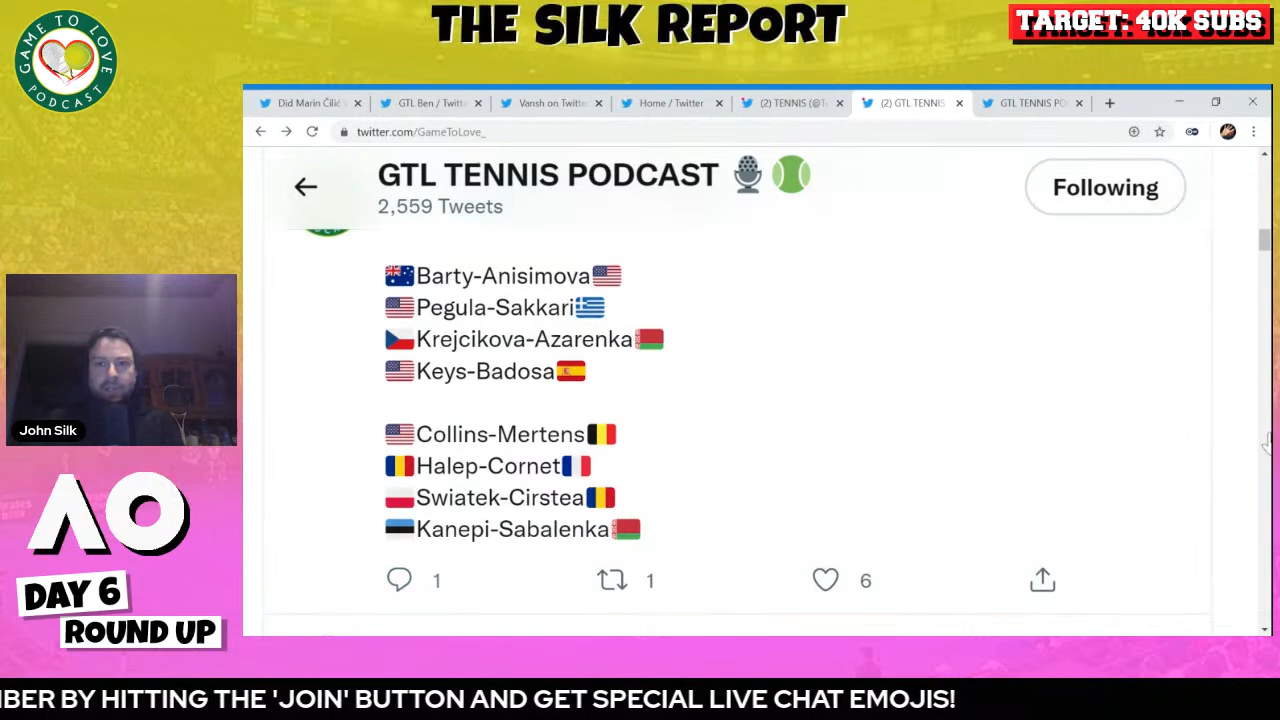 THE SILK REPORT
TARGET: 40K SUBS
GAME TO LOVE
PODCAST
Did Marin Čilić
GTL Ben / Twitt
Vansh on Twitte
Home / Twitter
(2) TENNIS (@T
(2) GTL TENNIS
GTL TENNIS PO
twitter.com/GameToLove_
GTL TENNIS PODCAST
2,559 Tweets
Following
Barty-Anisimova
Pegula-Sakkari
Krejcikova-Azarenka
Keys-Badosa
Collins-Mertens
Halep-Cornet
Swiatek-Cirstea
Kanepi-Sabalenka
1
1
6
John Silk
AO
DAY 6
ROUND UP
MBER BY HITTING THE 'JOIN' BUTTON AND GET SPECIAL LIVE CHAT EMOJIS!